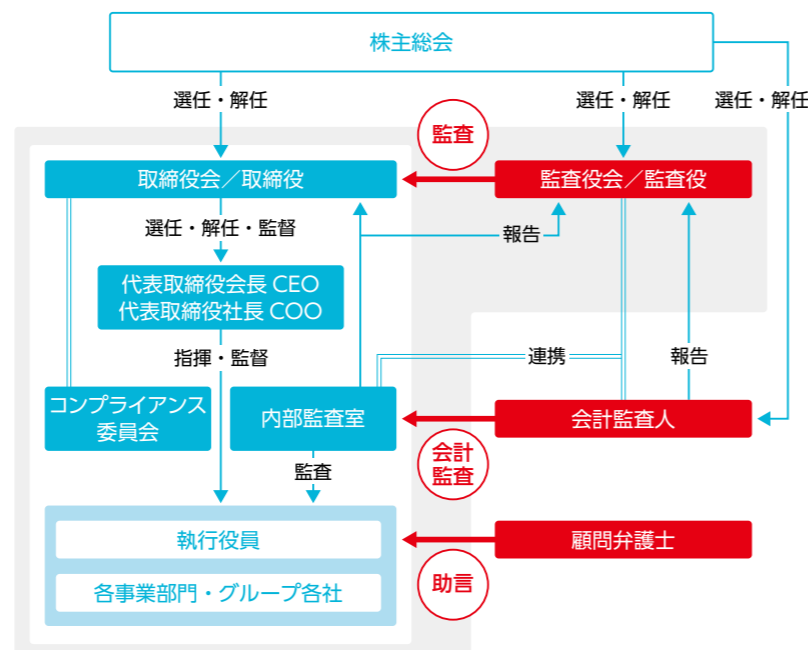 株主総会
選任・解任
選任・解任
選任・解任
監査
取締役会／取締役
監査役会／監査役
選任・解任・監督
報告
代表取締役会長 CEO
代表取締役社長 COO
指揮・監督
連携
報告
コンプライアンス
委員会
内部監査室
会計監査人
会計
監査
監査
執行役員
顧問弁護士
助言
各事業部門・グループ各社